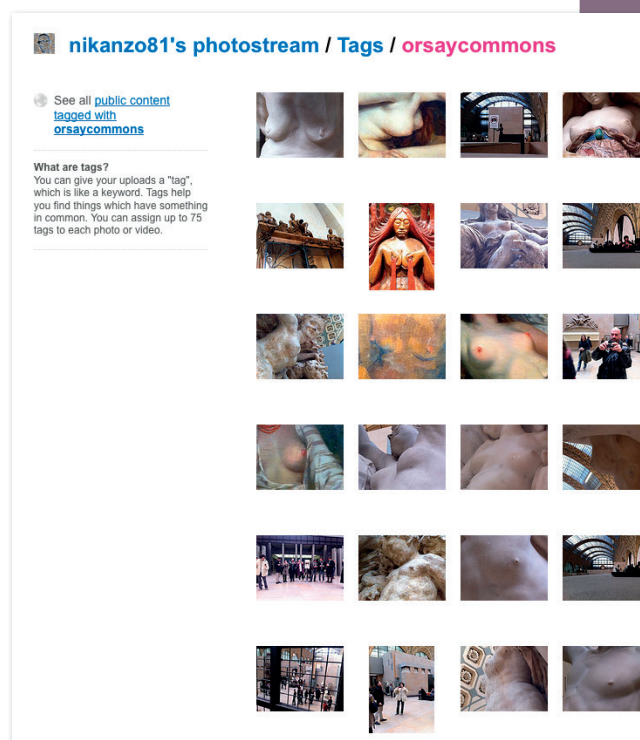 nikanzo81's photostream / Tags / orsaycommons
See all public content
tagged with
orsaycommons
What are tags?
You can give your uploads a "tag",
which is like a keyword. Tags help
you find things which have something
in common. You can assign up to 75
tags to each photo or video.